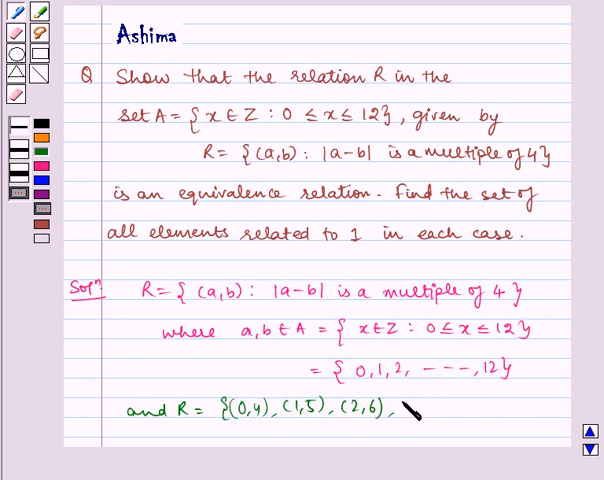 Ashima
Q Show that the relation R in the
set A = { x ∈ Z : 0 ≤ x ≤ 12 }, given by
R = { (a,b) : |a-b| is a multiple of 4 }
is an equivalence relation. Find the set of
all elements related to 1 in each case.
Solⁿ R = { (a,b) : |a-b| is a multiple of 4 }
where a,b ∈ A = { x ∈ Z : 0 ≤ x ≤ 12 }
= { 0, 1, 2, - - - -, 12 }
and R = { (0,4), (1,5), (2,6),